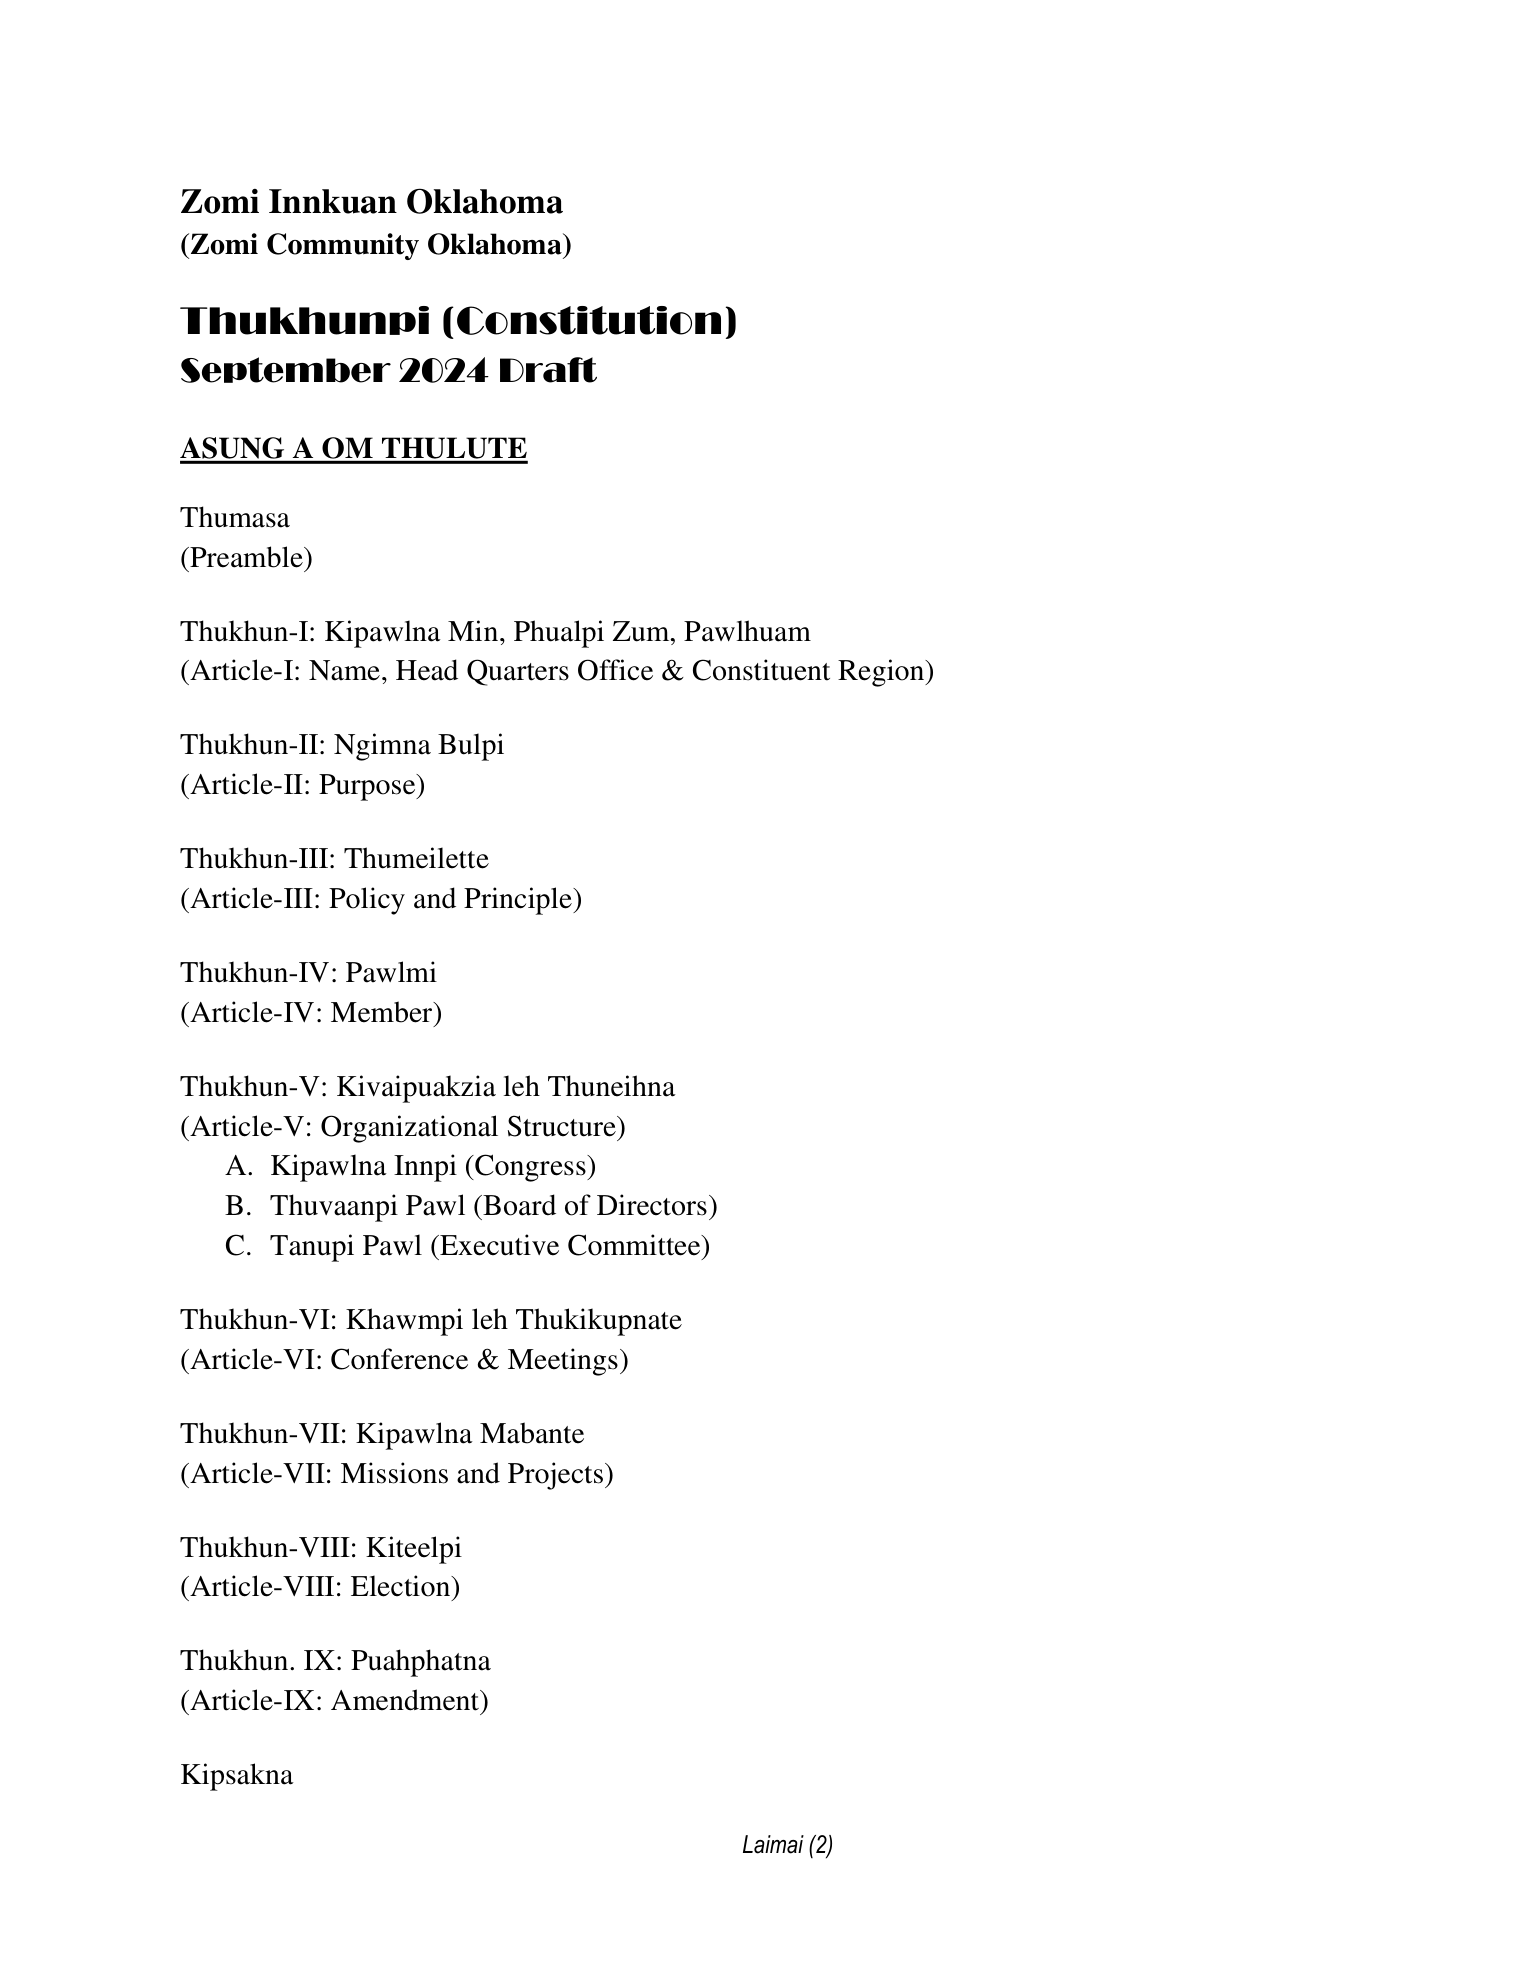 Zomi Innkuan Oklahoma
(Zomi Community Oklahoma)
Thukhunpi (Constitution)
September 2024 Draft
ASUNG A OM THULUTE
Thumasa
(Preamble)
Thukhun-I: Kipawlna Min, Phualpi Zum, Pawlhuam
(Article-I: Name, Head Quarters Office & Constituent Region)
Thukhun-II: Ngimna Bulpi
(Article-II: Purpose)
Thukhun-III: Thumeilette
(Article-III: Policy and Principle)
Thukhun-IV: Pawlmi
(Article-IV: Member)
Thukhun-V: Kivaipuakzia leh Thuneihna
(Article-V: Organizational Structure)
A. Kipawlna Innpi (Congress)
B. Thuvaanpi Pawl (Board of Directors)
C. Tanupi Pawl (Executive Committee)
Thukhun-VI: Khawmpi leh Thukikupnate
(Article-VI: Conference & Meetings)
Thukhun-VII: Kipawlna Mabante
(Article-VII: Missions and Projects)
Thukhun-VIII: Kiteelpi
(Article-VIII: Election)
Thukhun. IX: Puahphatna
(Article-IX: Amendment)
Kipsakna
Laimai (2)